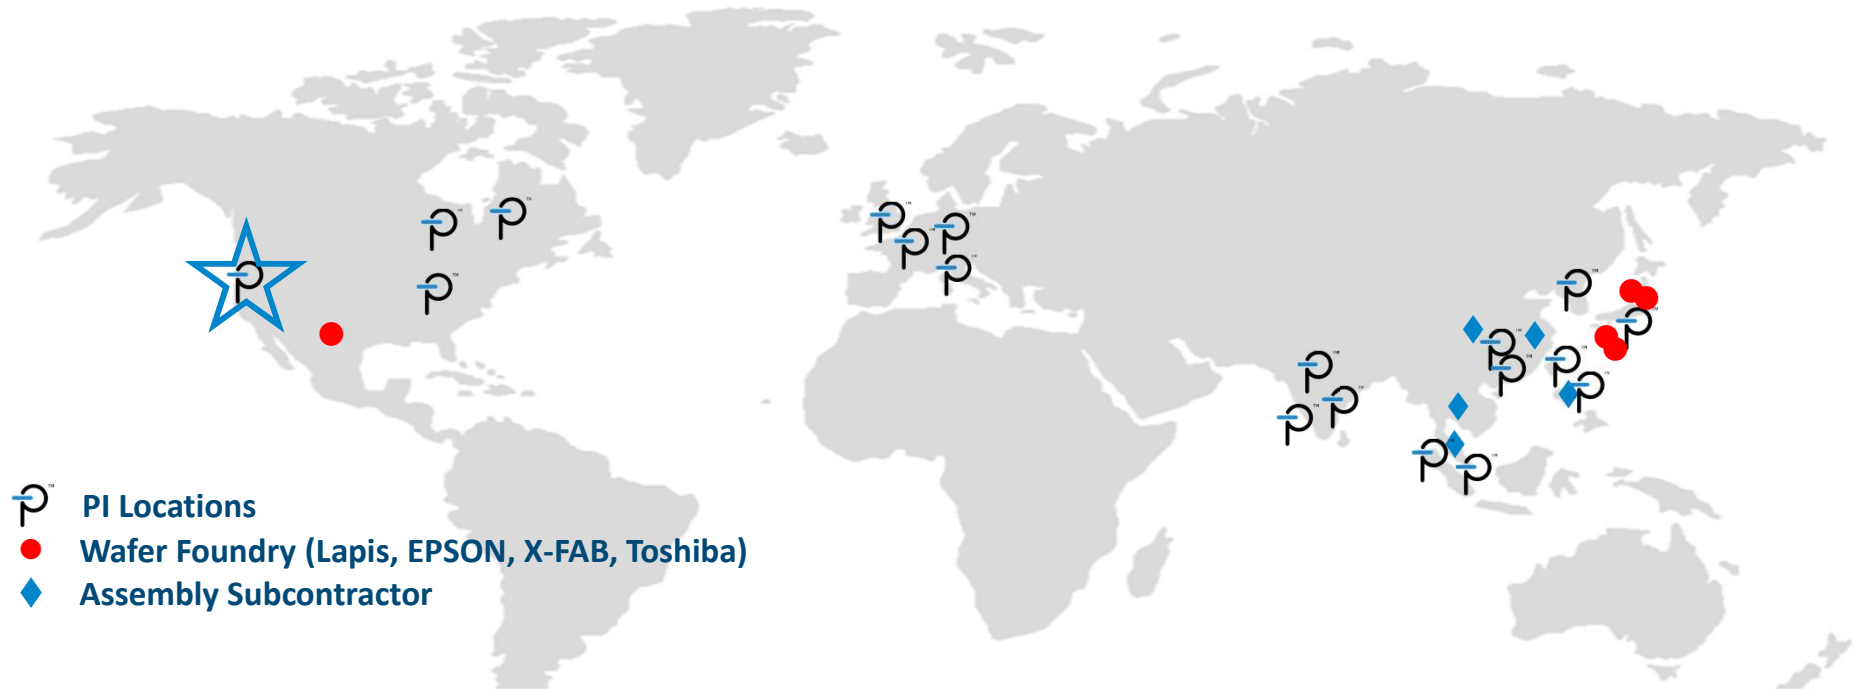 PI Locations
Wafer Foundry (Lapis, EPSON, X-FAB, Toshiba)
Assembly Subcontractor